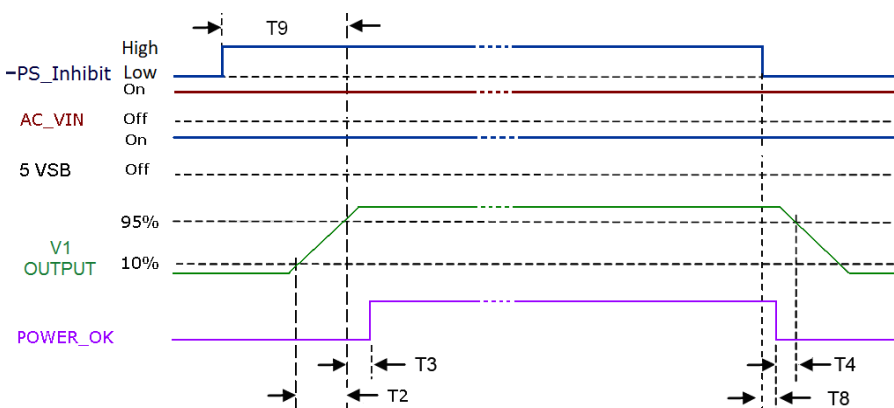 T9
High
–PS_Inhibit
Low
On
AC_VIN
Off
On
5 VSB
Off
95%
V1
OUTPUT
10%
POWER_OK
T3
T4
T2
T8